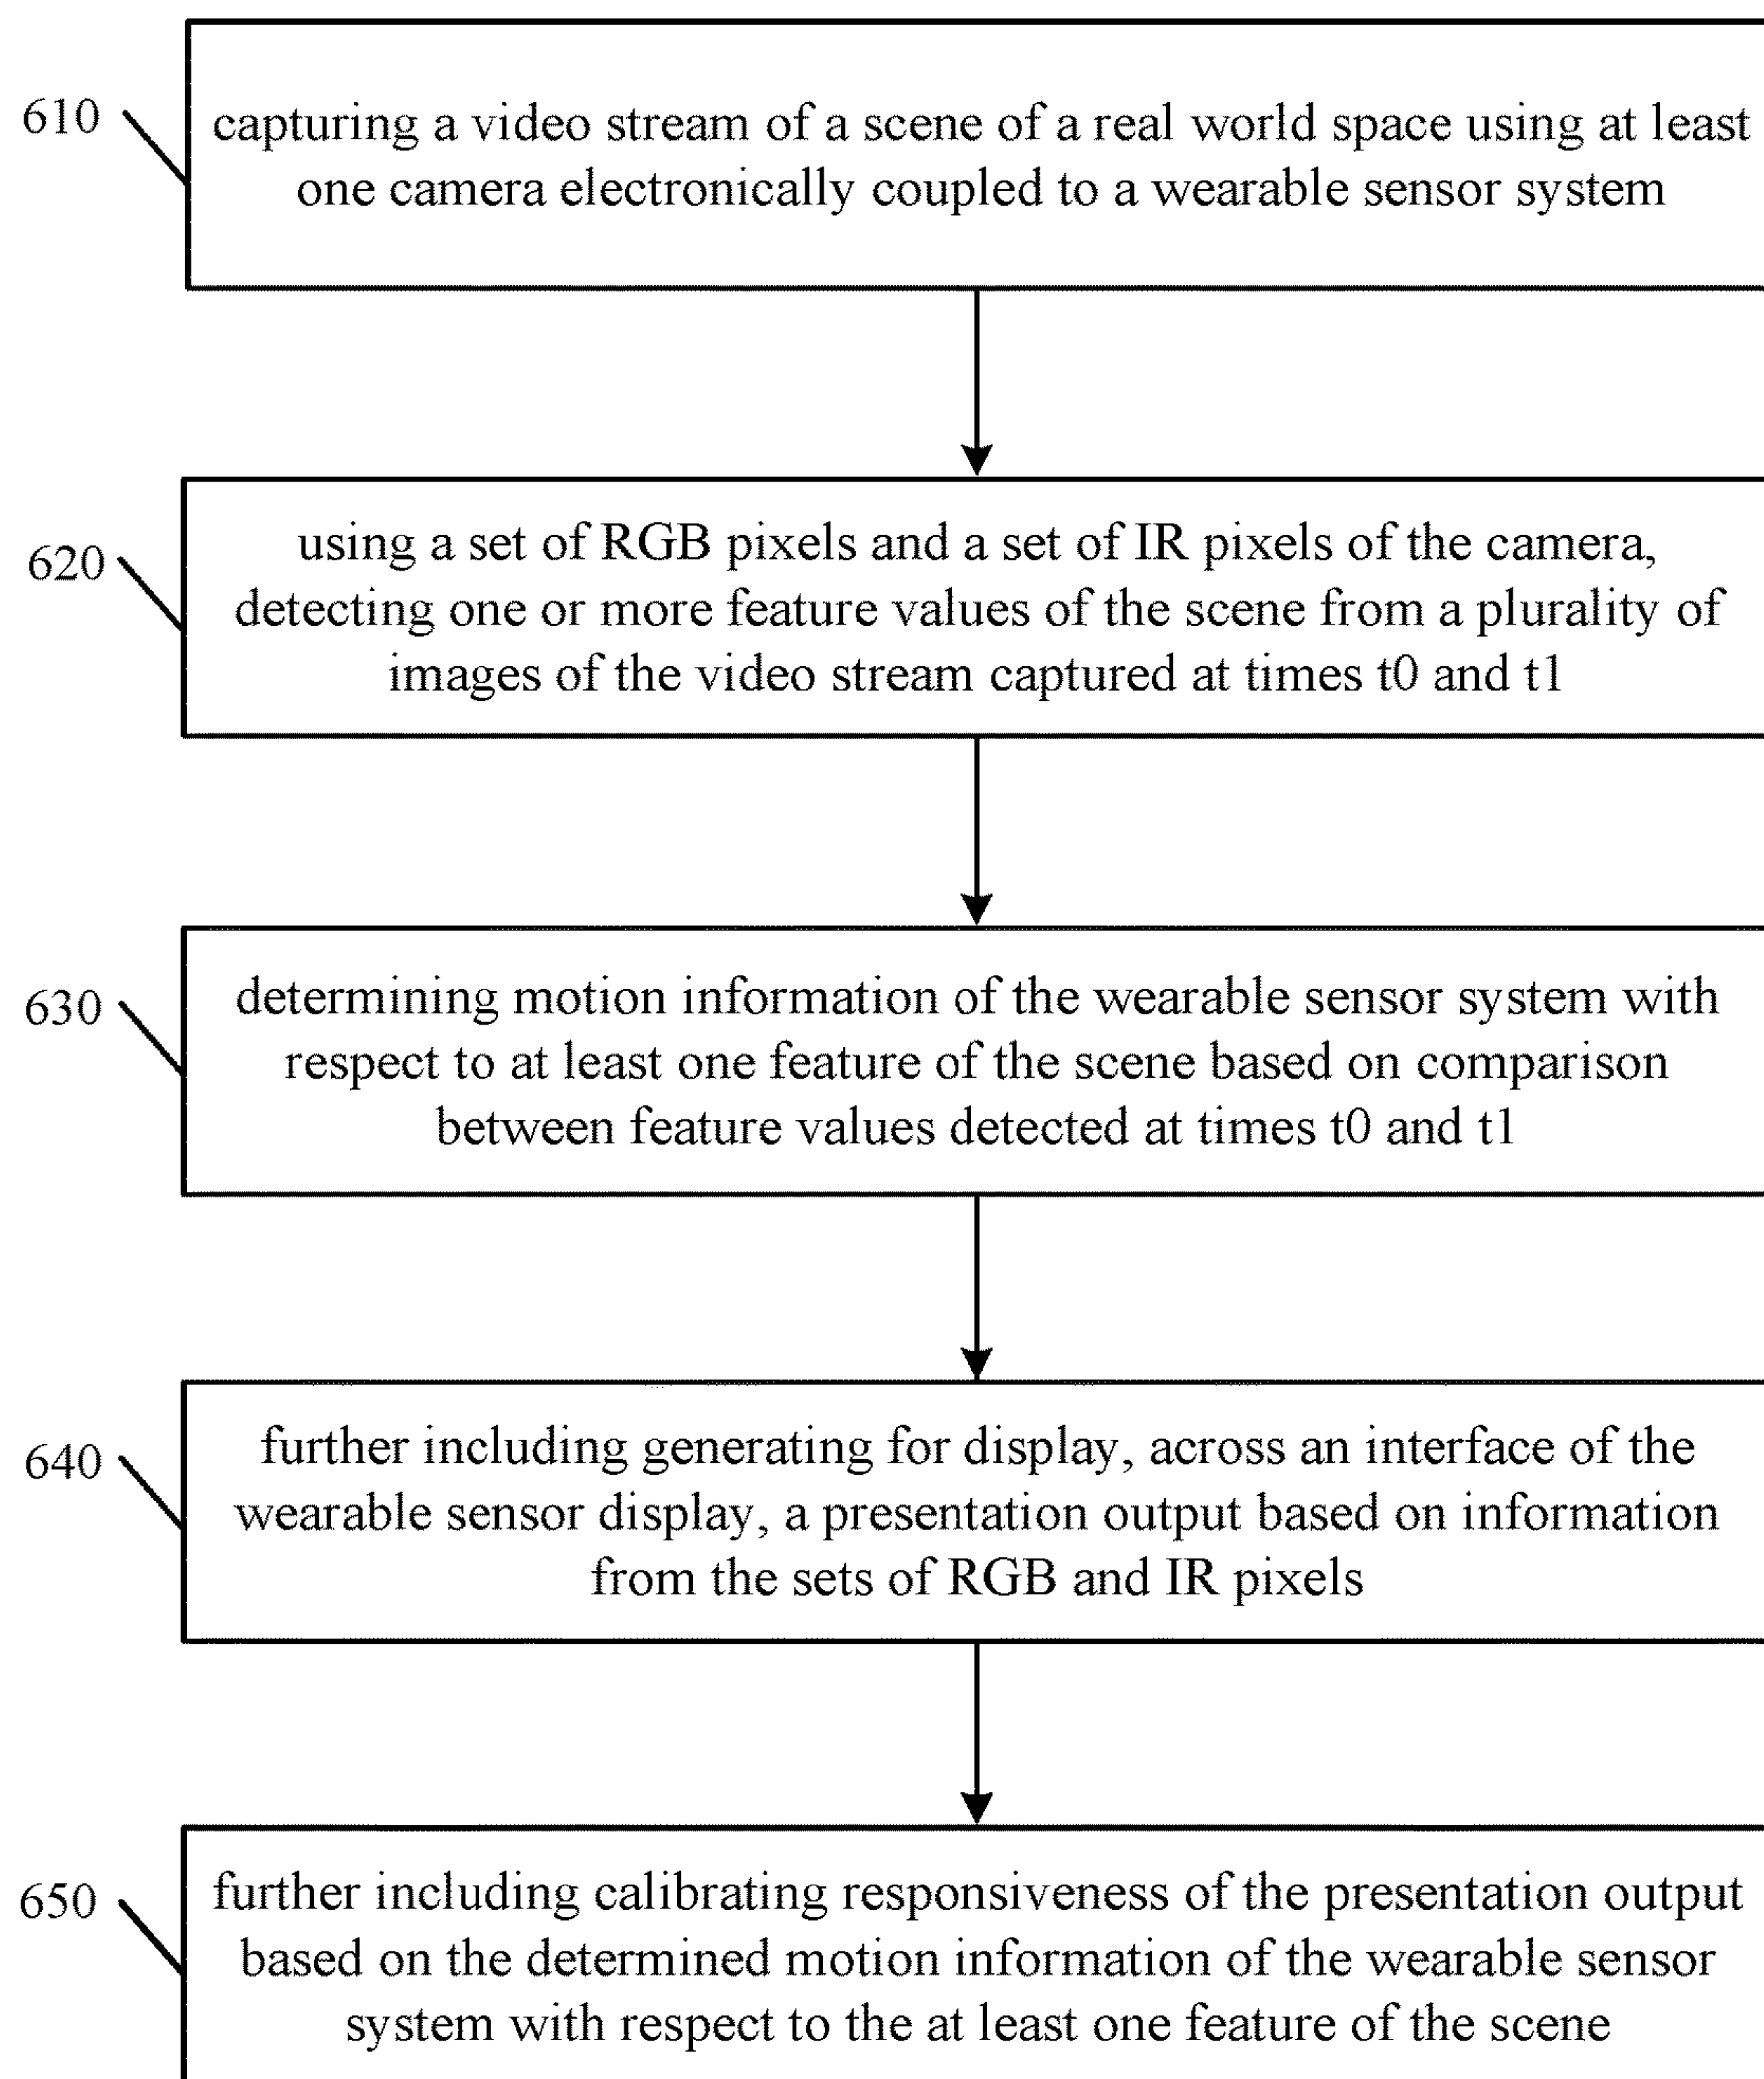 610
capturing a video stream of a scene of a real world space using at least
one camera electronically coupled to a wearable sensor system
620
using a set of RGB pixels and a set of IR pixels of the camera,
detecting one or more feature values of the scene from a plurality of
images of the video stream captured at times t0 and t1
630
determining motion information of the wearable sensor system with
respect to at least one feature of the scene based on comparison
between feature values detected at times t0 and t1
640
further including generating for display, across an interface of the
wearable sensor display, a presentation output based on information
from the sets of RGB and IR pixels
650
further including calibrating responsiveness of the presentation output
based on the determined motion information of the wearable sensor
system with respect to the at least one feature of the scene